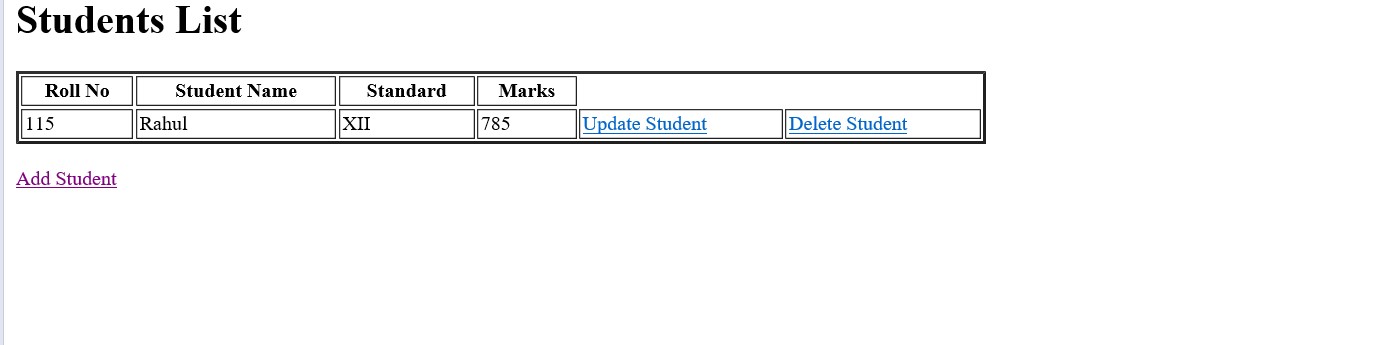 Students List
Roll No Student Name Standard Marks
115 Rahul XII 785 Update Student Delete Student
Add Student